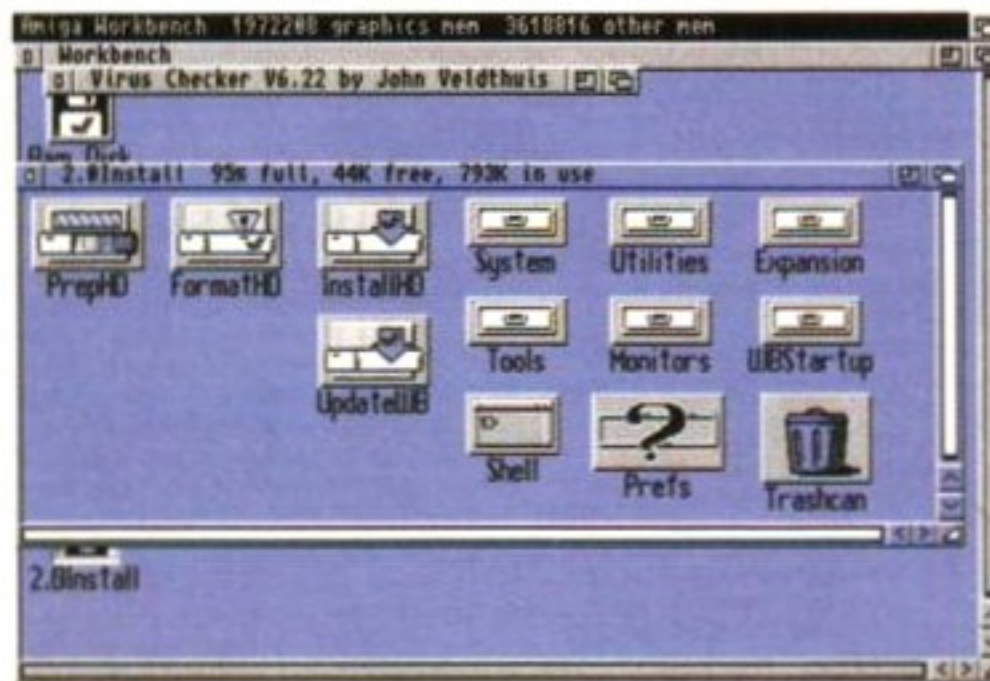 Amiga Workbench 1972208 graphics mem 3618816 other mem
Workbench
Virus Checker V6.22 by John Veldthuis
Ram Disk
2.0Install 95% full, 44K free, 793K in use
PrepHD FormatHD InstallHD System Utilities Expansion
UpdateWB Tools Monitors WBStartup
Shell Prefs Trashcan
2.0Install